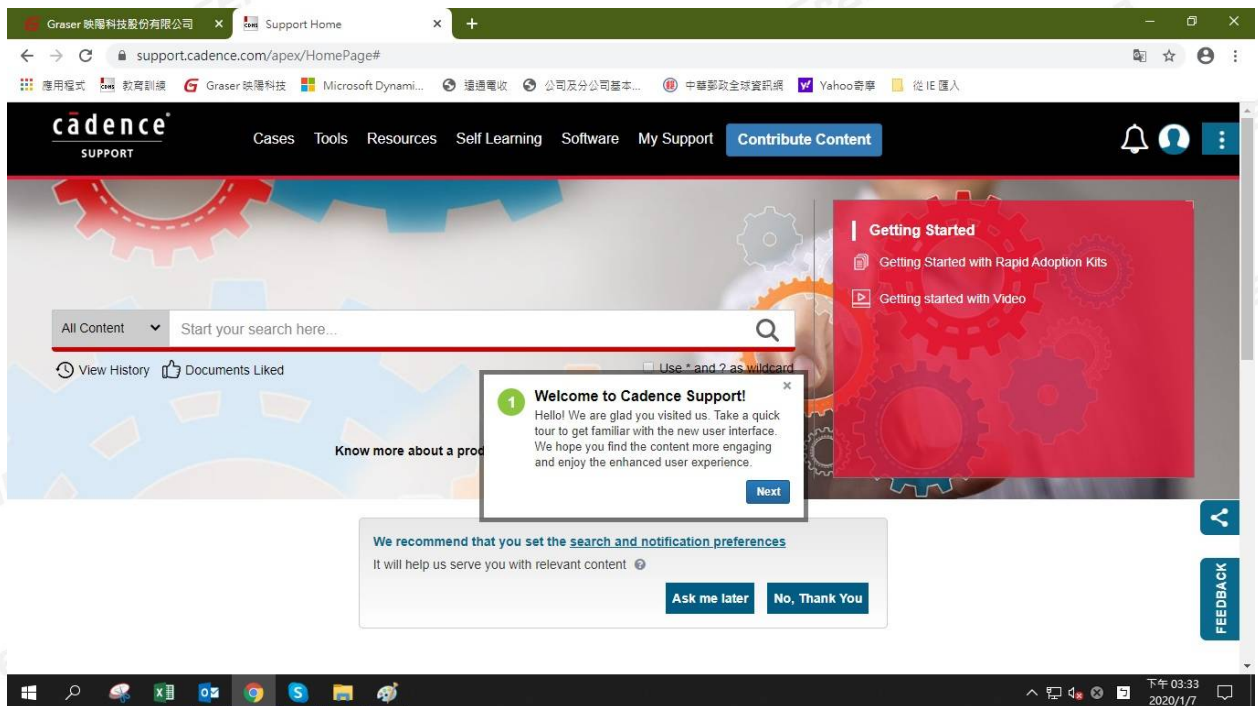 Graser 映陽科技股份有限公司
Support Home
support.cadence.com/apex/HomePage#
應用程式
教育訓練
Graser 映陽科技
Microsoft Dynami...
遠通電收
公司及分公司基本...
中華郵政全球資訊網
Yahoo奇摩
從 IE 匯入
cādence®
SUPPORT
Cases
Tools
Resources
Self Learning
Software
My Support
Contribute Content
Getting Started
Getting Started with Rapid Adoption Kits
Getting started with Video
All Content
Start your search here...
View History
Documents Liked
Use * and ? as wildcard
Know more about a prod
1
Welcome to Cadence Support!
Hello! We are glad you visited us. Take a quick
tour to get familiar with the new user interface.
We hope you find the content more engaging
and enjoy the enhanced user experience.
Next
We recommend that you set the search and notification preferences
It will help us serve you with relevant content
Ask me later
No, Thank You
FEEDBACK
下午 03:33
2020/1/7